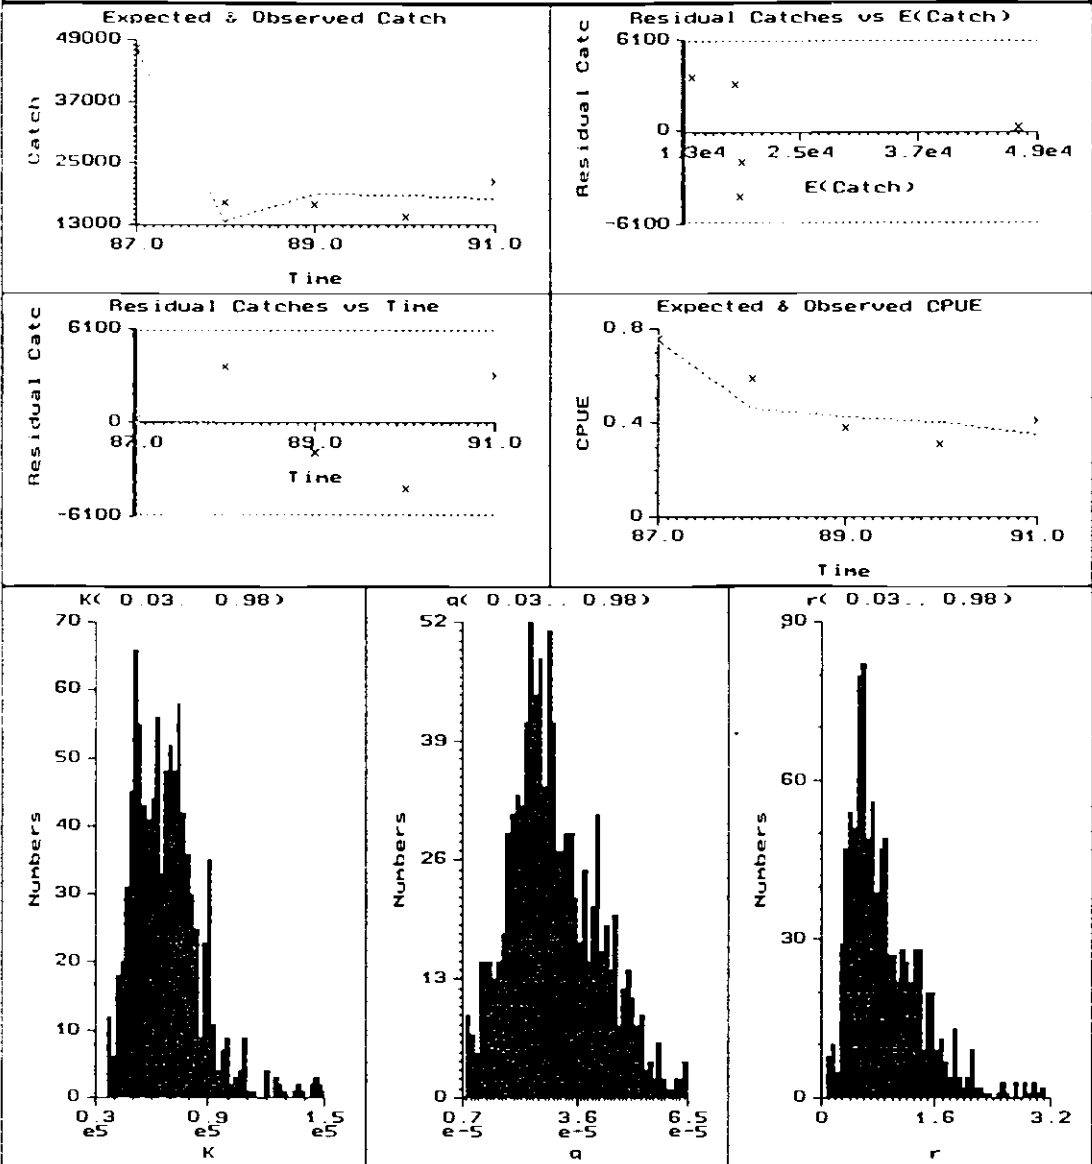 Expected & Observed Catch
49000
37000
25000
13000
Catch
87.0 89.0 91.0
Time
Residual Catches vs E(Catch)
6100
0
-6100
Residual Catc
1.3e4 2.5e4 3.7e4 4.9e4
E(Catch)
Residual Catches vs Time
6100
0
-6100
Residual Catc
87.0 89.0 91.0
Time
Expected & Observed CPUE
0.8
0.4
0
CPUE
87.0 89.0 91.0
Time
K( 0.03.. 0.98)
70
60
50
40
30
20
10
0
Numbers
0.3 0.9 1.5
e5 e5 e5
K
q( 0.03.. 0.98)
52
39
26
13
0
Numbers
0.7 3.6 6.5
e-5 e-5 e-5
q
r( 0.03.. 0.98)
90
60
30
0
Numbers
0 1.6 3.2
r